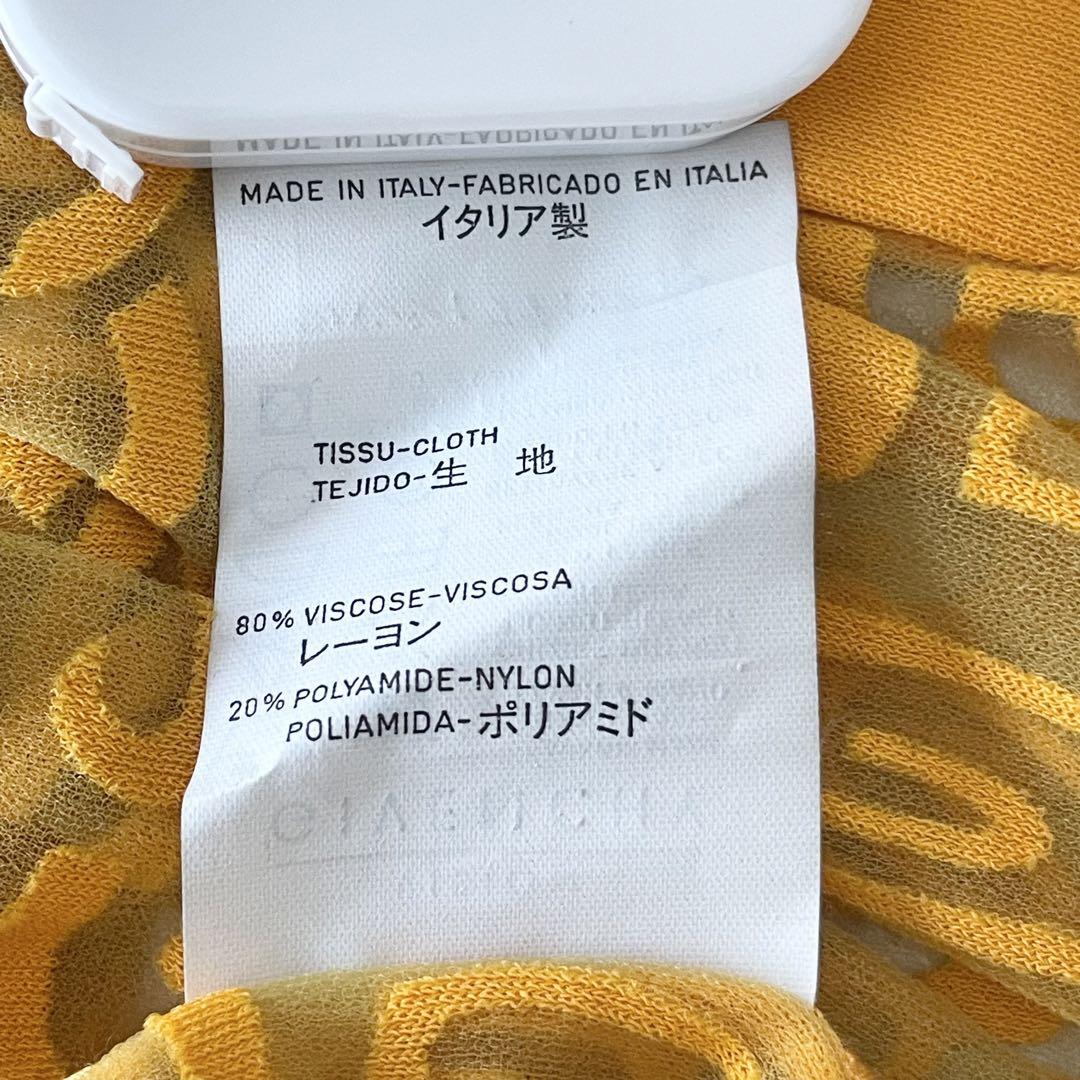 MADE IN ITALY-FABRICADO EN ITALIA
イタリア製
TISSU-CLOTH
TEJIDO-生 地
80% VISCOSE-VISCOSA
レーヨン
20% POLYAMIDE-NYLON
POLIAMIDA-ポリアミド